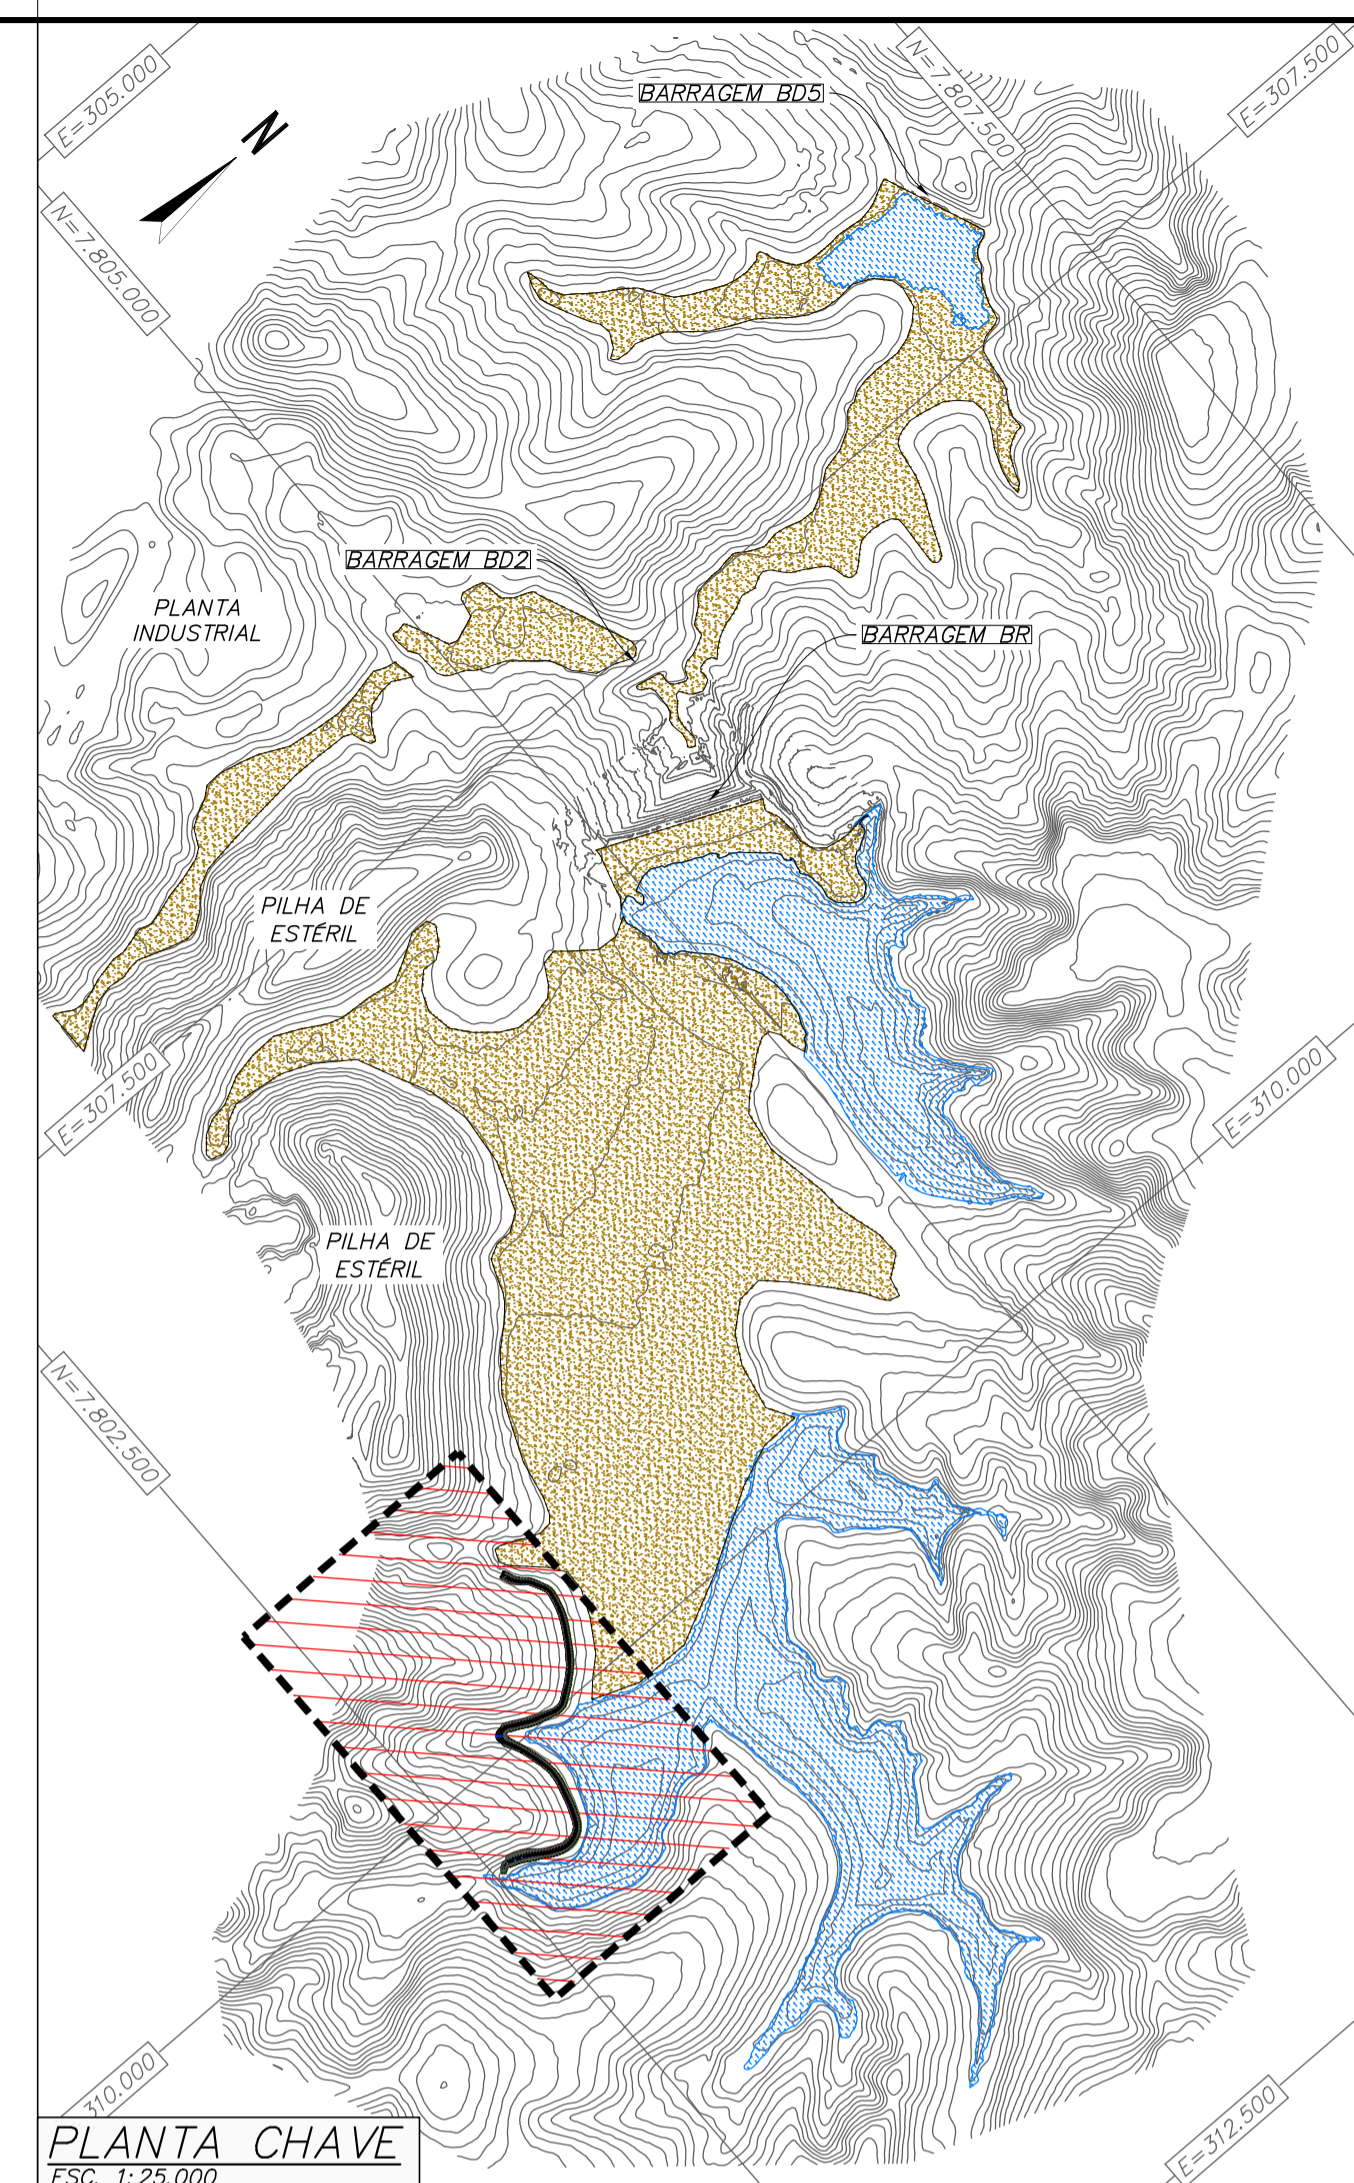 E=305.000
N=7.807.500
E=307.500
BARRAGEM BD5
N
N=7.805.000
BARRAGEM BD2
PLANTA
INDUSTRIAL
BARRAGEM BR
PILHA DE
ESTÉRIL
E=307.500
E=310.000
PILHA DE
ESTÉRIL
N=7.802.500
310.000
E=312.500
PLANTA CHAVE
ESC. 1:25.000